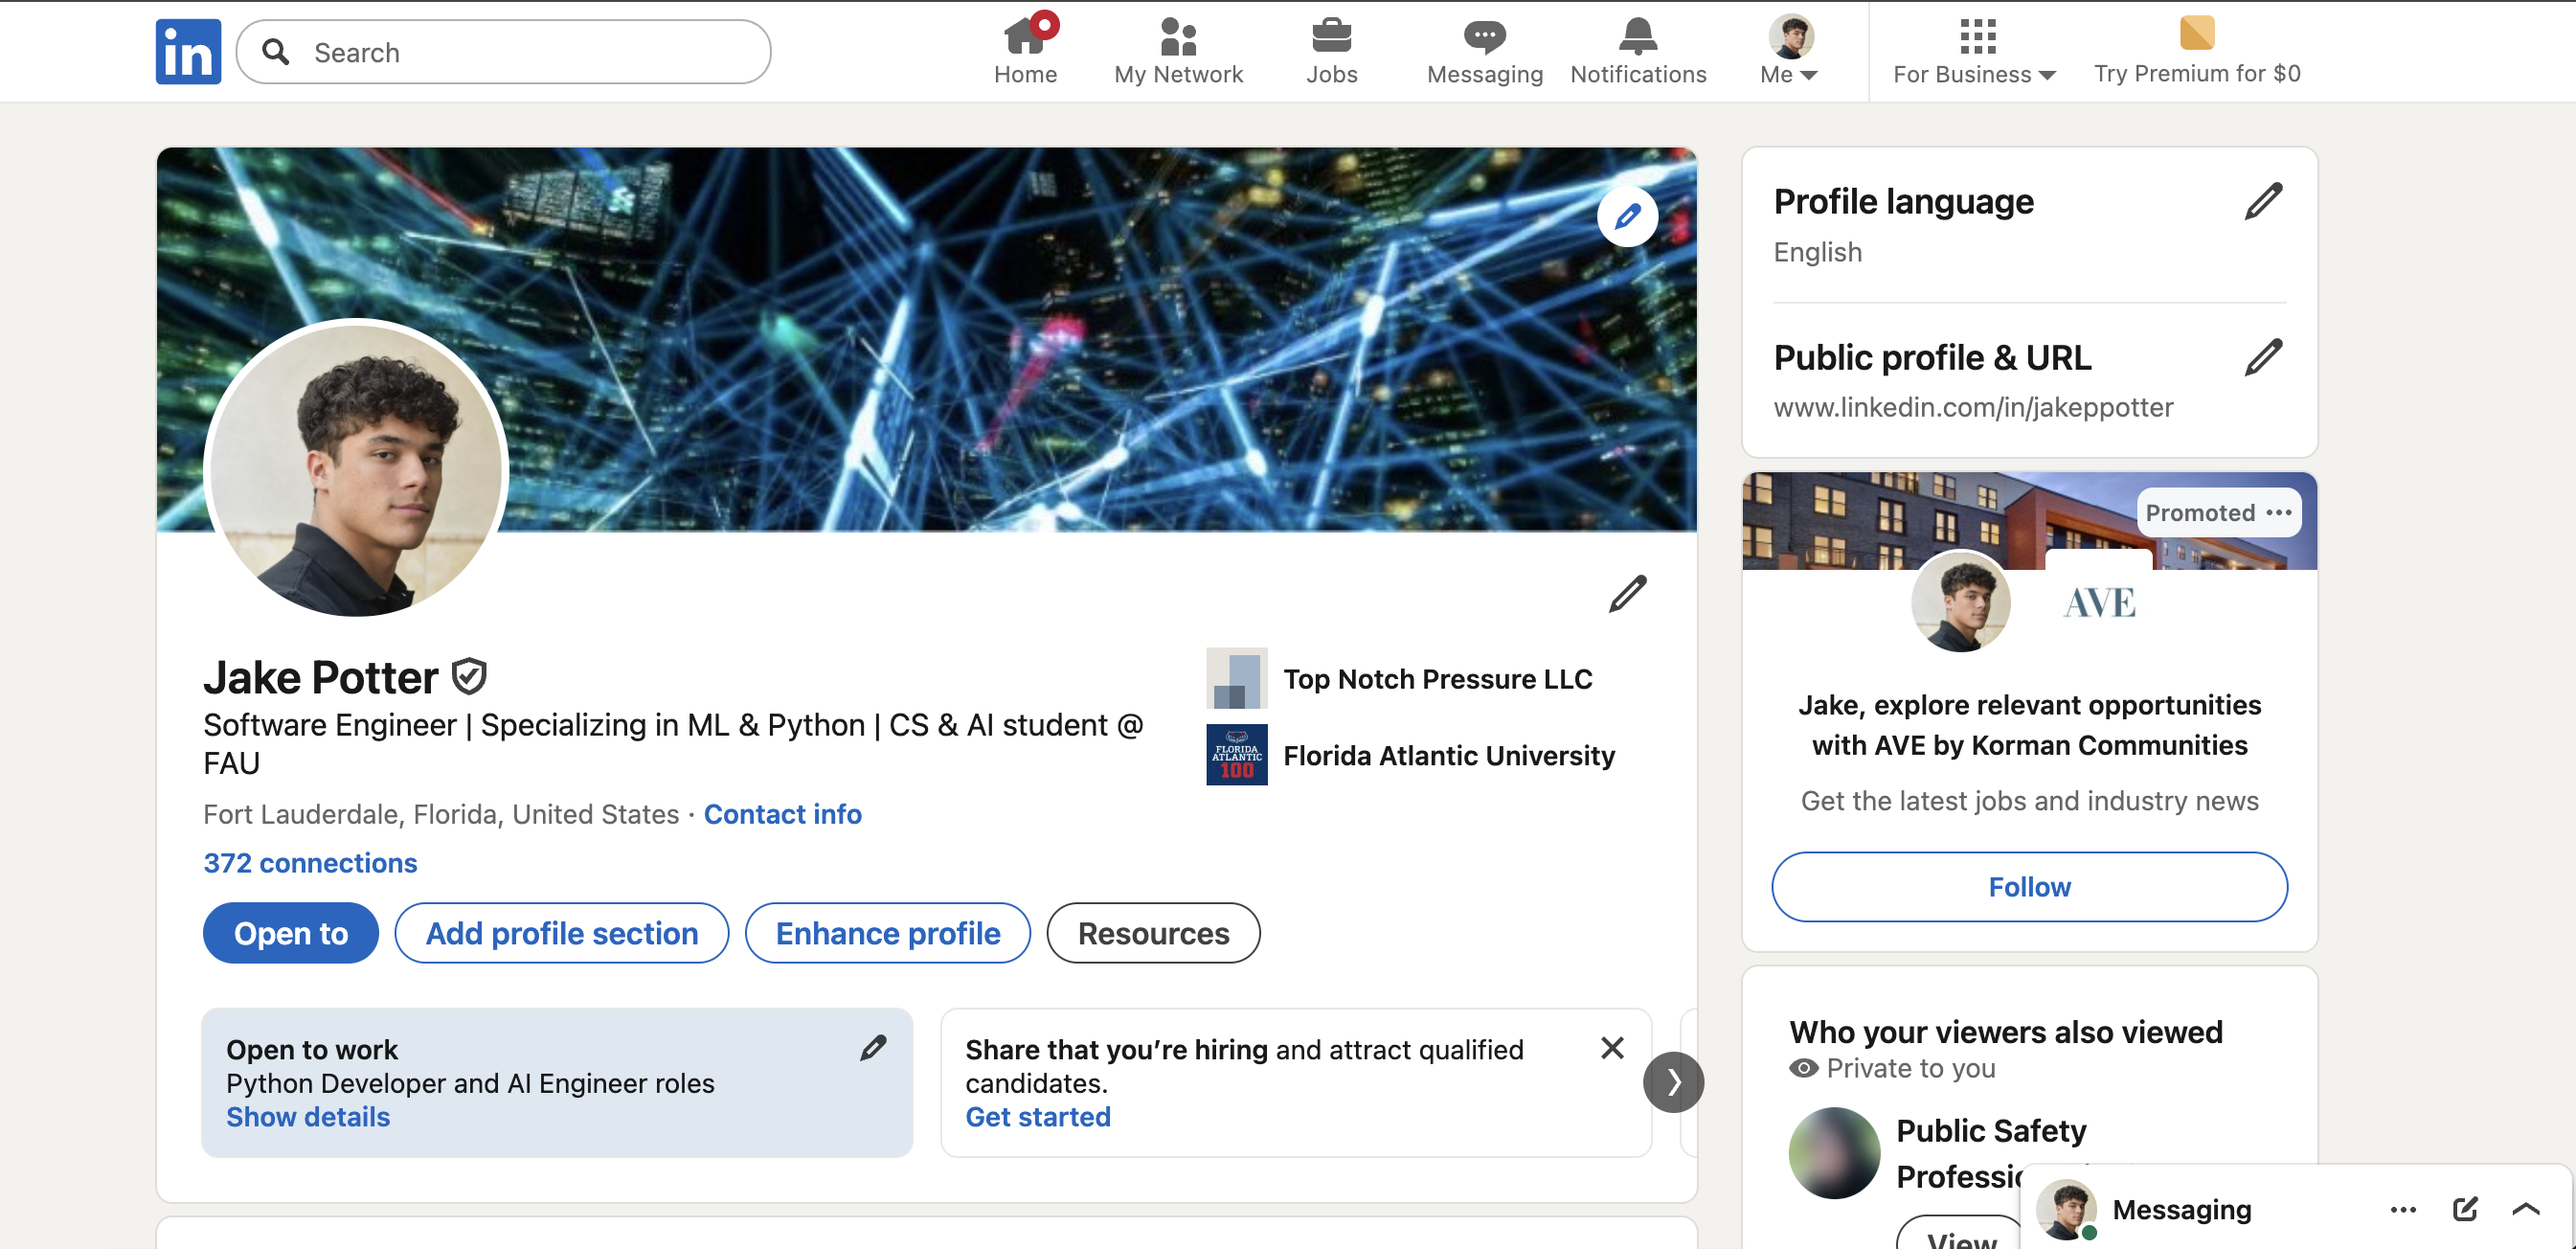 in
Search
Home
My Network
Jobs
Messaging
Notifications
Me
For Business
Try Premium for $0
Jake Potter
Software Engineer | Specializing in ML & Python | CS & AI student @
FAU
Fort Lauderdale, Florida, United States · Contact info
372 connections
Top Notch Pressure LLC
FLORIDA
ATLANTIC
100
Florida Atlantic University
Open to
Add profile section
Enhance profile
Resources
Open to work
Python Developer and AI Engineer roles
Show details
Share that you’re hiring and attract qualified
candidates.
Get started
Profile language
English
Public profile & URL
www.linkedin.com/in/jakeppotter
Promoted
AVE
Jake, explore relevant opportunities
with AVE by Korman Communities
Get the latest jobs and industry news
Follow
Who your viewers also viewed
Private to you
Public Safety
View
Messaging